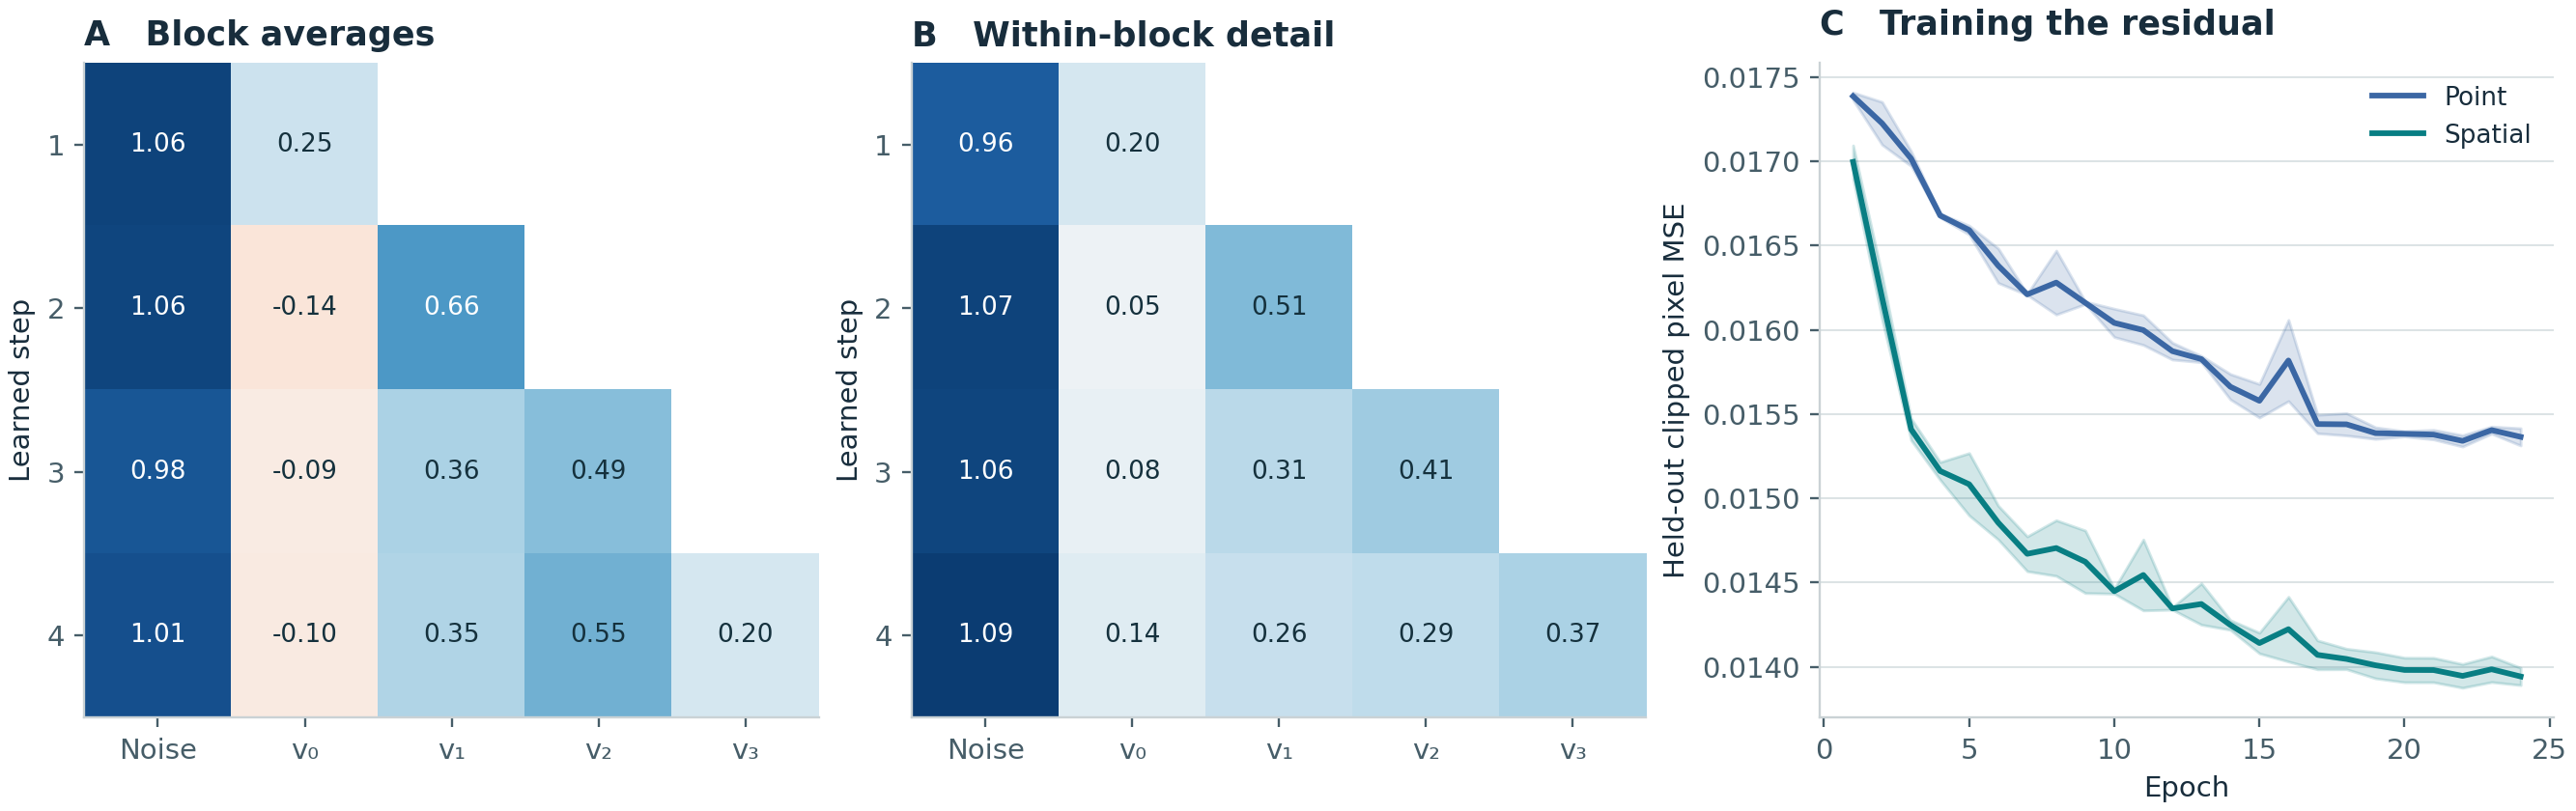 A Block averages
Learned step
1 1.06 0.25
2 1.06 -0.14 0.66
3 0.98 -0.09 0.36 0.49
4 1.01 -0.10 0.35 0.55 0.20
Noise v₀ v₁ v₂ v₃
B Within-block detail
Learned step
1 0.96 0.20
2 1.07 0.05 0.51
3 1.06 0.08 0.31 0.41
4 1.09 0.14 0.26 0.29 0.37
Noise v₀ v₁ v₂ v₃
C Training the residual
Held-out clipped pixel MSE
0.0175
0.0170
0.0165
0.0160
0.0155
0.0150
0.0145
0.0140
Point
Spatial
0 5 10 15 20 25
Epoch